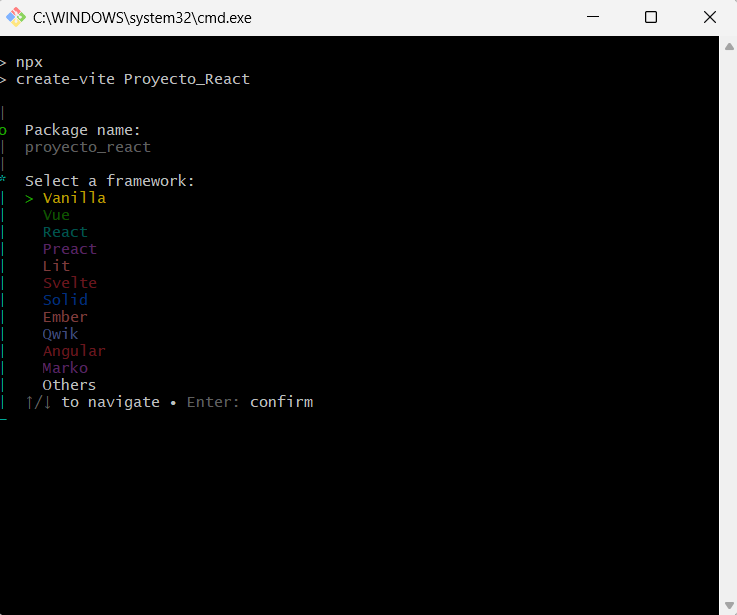 C:\WINDOWS\system32\cmd.exe
> npx
> create-vite Proyecto_React
|
o  Package name:
|  proyecto_react
|
*  Select a framework:
|  > Vanilla
|    Vue
|    React
|    Preact
|    Lit
|    Svelte
|    Solid
|    Ember
|    Qwik
|    Angular
|    Marko
|    Others
|  ↑/↓ to navigate • Enter: confirm
—